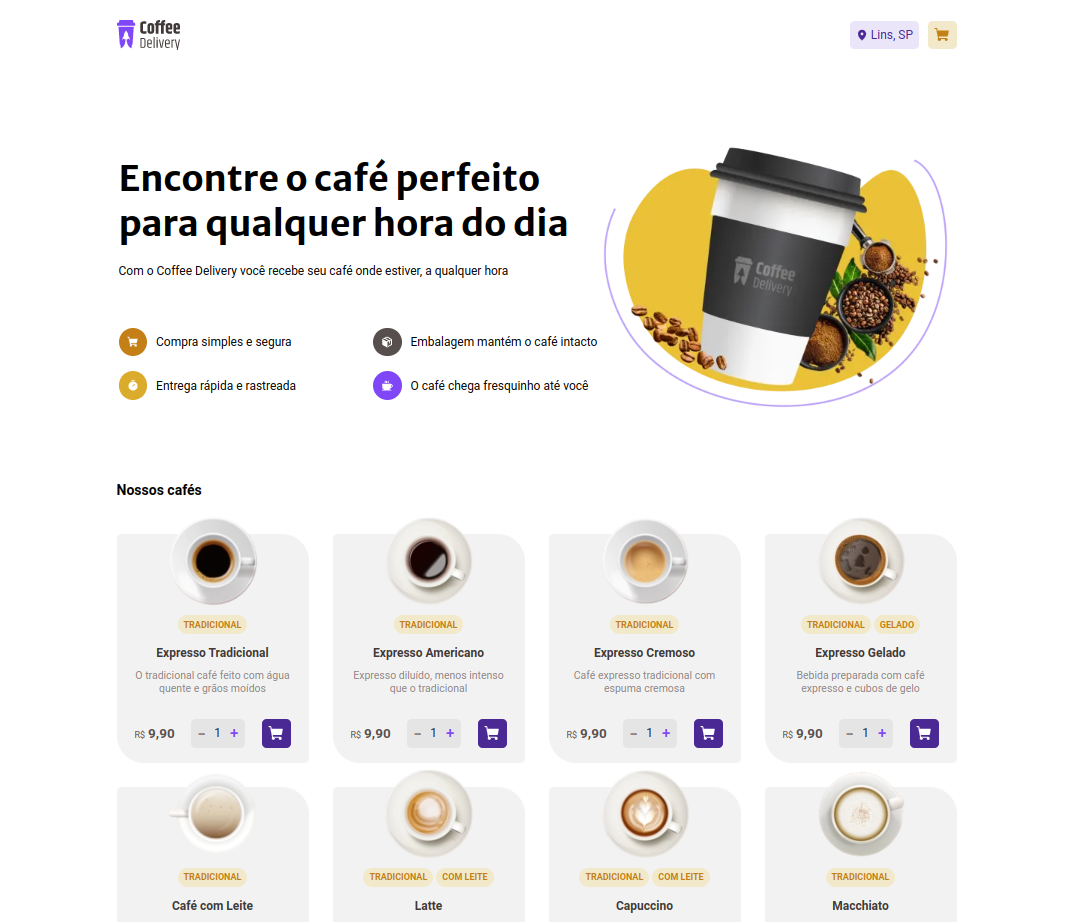 Coffee
Delivery
Lins, SP
Encontre o café perfeito
para qualquer hora do dia
Com o Coffee Delivery você recebe seu café onde estiver, a qualquer hora
Coffee
Delivery
Compra simples e segura
Embalagem mantém o café intacto
Entrega rápida e rastreada
O café chega fresquinho até você
Nossos cafés
TRADICIONAL
Expresso Tradicional
O tradicional café feito com água
quente e grãos moídos
R$ 9,90 − 1 +
TRADICIONAL
Expresso Americano
Expresso diluído, menos intenso
que o tradicional
R$ 9,90 − 1 +
TRADICIONAL
Expresso Cremoso
Café expresso tradicional com
espuma cremosa
R$ 9,90 − 1 +
TRADICIONAL GELADO
Expresso Gelado
Bebida preparada com café
expresso e cubos de gelo
R$ 9,90 − 1 +
TRADICIONAL
Café com Leite
TRADICIONAL COM LEITE
Latte
TRADICIONAL COM LEITE
Capuccino
TRADICIONAL
Macchiato